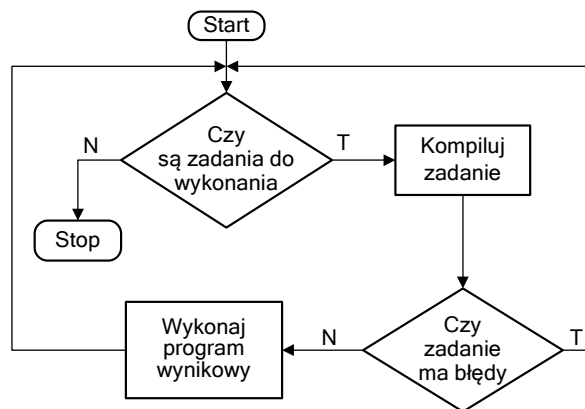 Start
Czy
są zadania do
wykonania
N
T
Kompiluj
zadanie
Stop
Wykonaj
program
wynikowy
N
Czy
zadanie
ma błędy
T